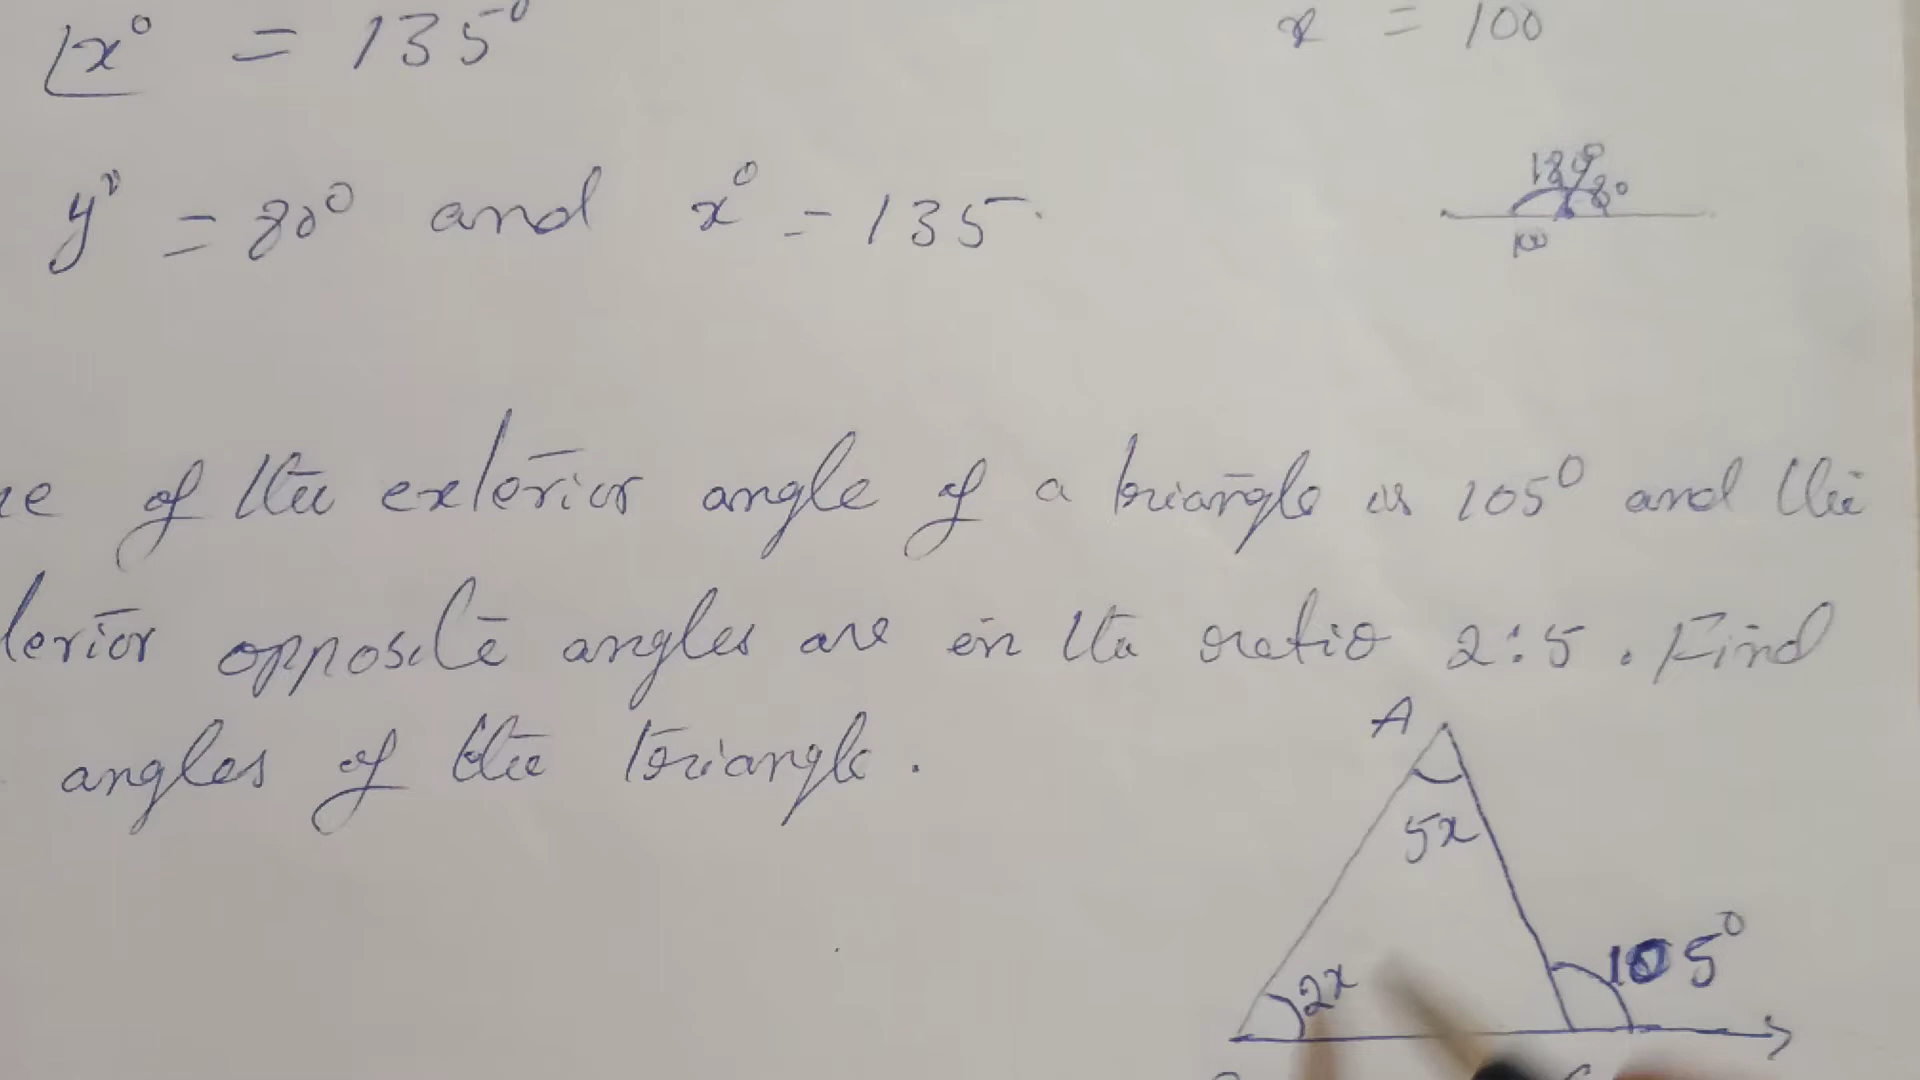 x° = 135°
x = 100
y° = 80° and x° = 135.
180°
80
100
of the exterior angle of a triangle is 105° and the
opposite angles are in the ratio 2:5. Find
angles of the triangle.
A
5x
105°
2x